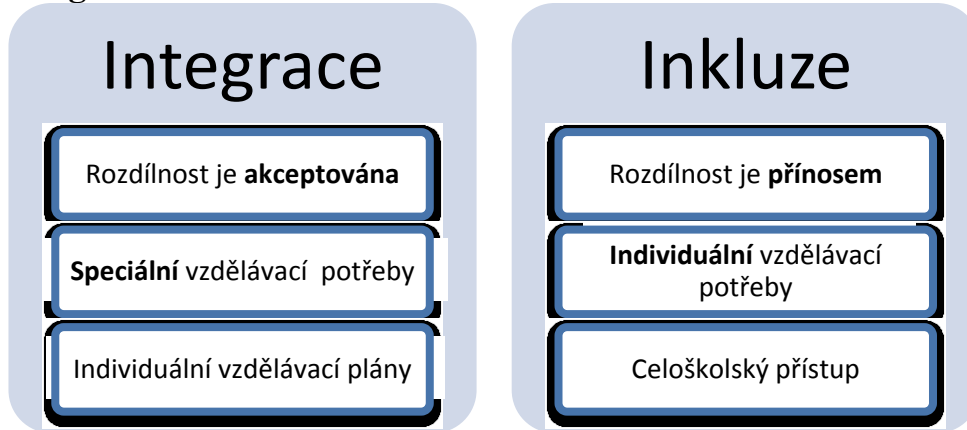 Integrace
Rozdílnost je akceptována
Speciální vzdělávací potřeby
Individuální vzdělávací plány
Inkluze
Rozdílnost je přínosem
Individuální vzdělávací
potřeby
Celoškolský přístup